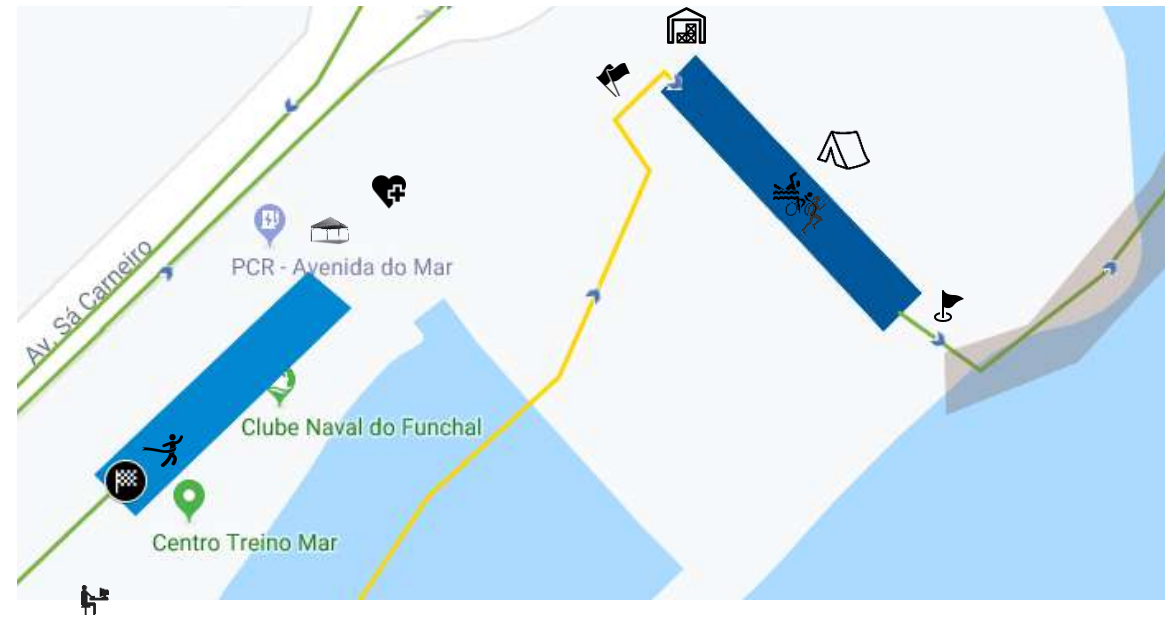 PCR - Avenida do Mar
Av. Sá Carneiro
Clube Naval do Funchal
Centro Treino Mar